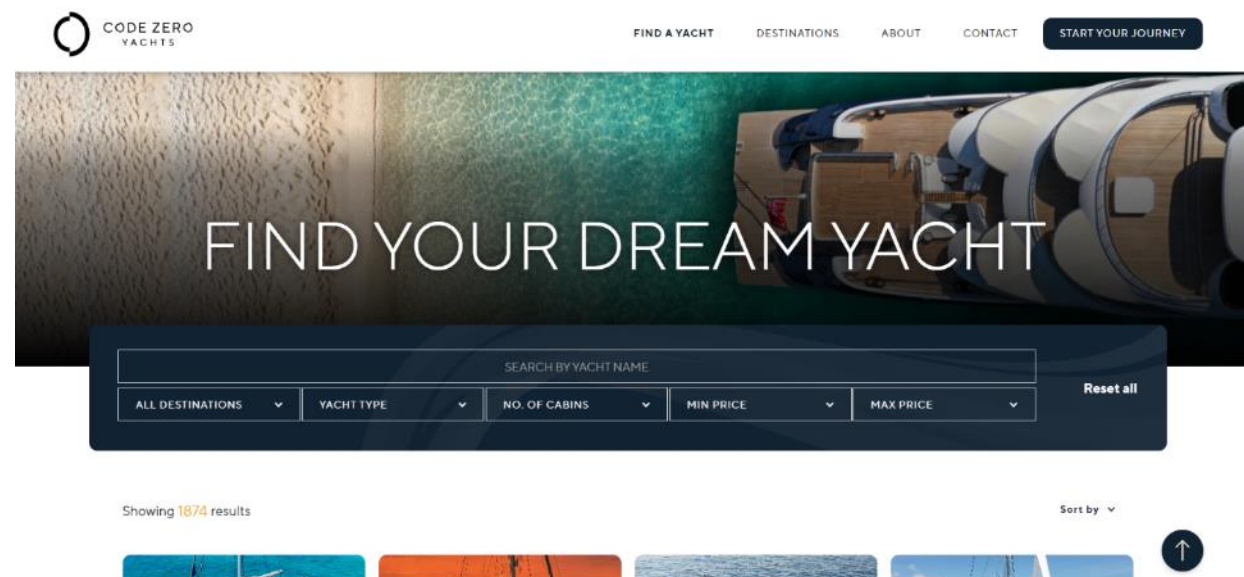 CODE ZERO
YACHTS
FIND A YACHT DESTINATIONS ABOUT CONTACT START YOUR JOURNEY
FIND YOUR DREAM YACHT
SEARCH BY YACHT NAME
ALL DESTINATIONS YACHT TYPE NO. OF CABINS MIN PRICE MAX PRICE
Reset all
Showing 1874 results
Sort by